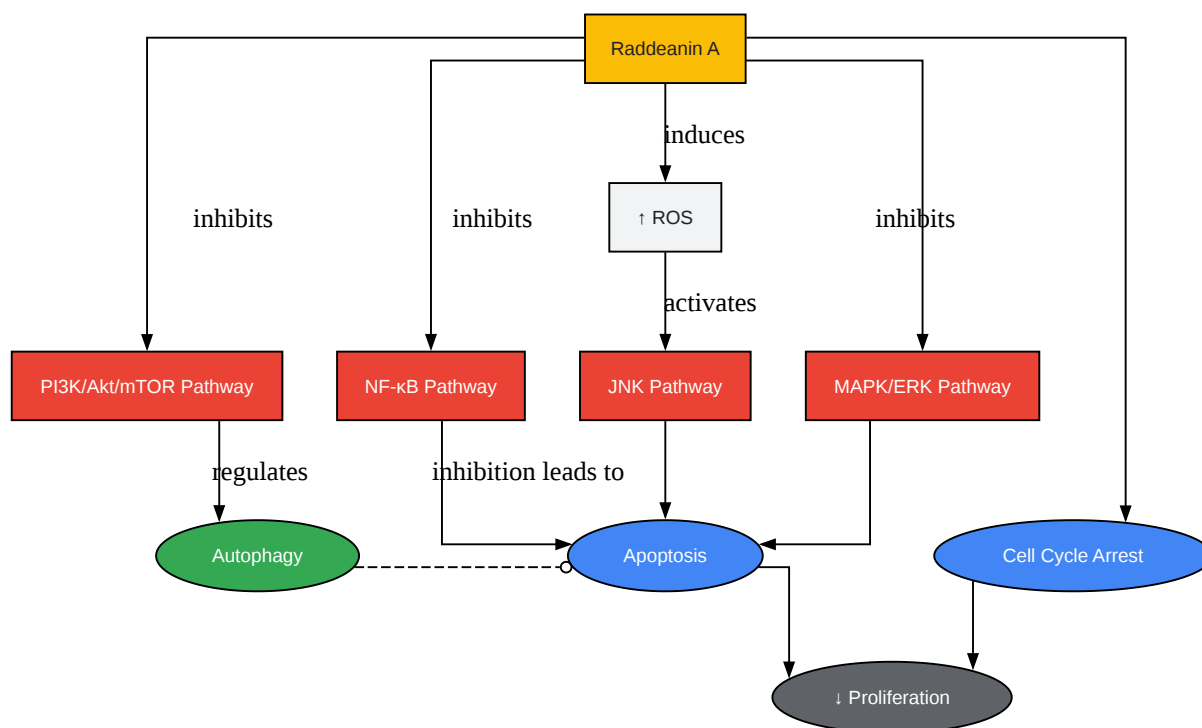 Raddeanin A
induces
inhibits
inhibits
↑ ROS
inhibits
activates
PI3K/Akt/mTOR Pathway
NF-κB Pathway
JNK Pathway
MAPK/ERK Pathway
regulates
inhibition leads to
Autophagy
Apoptosis
Cell Cycle Arrest
↓ Proliferation